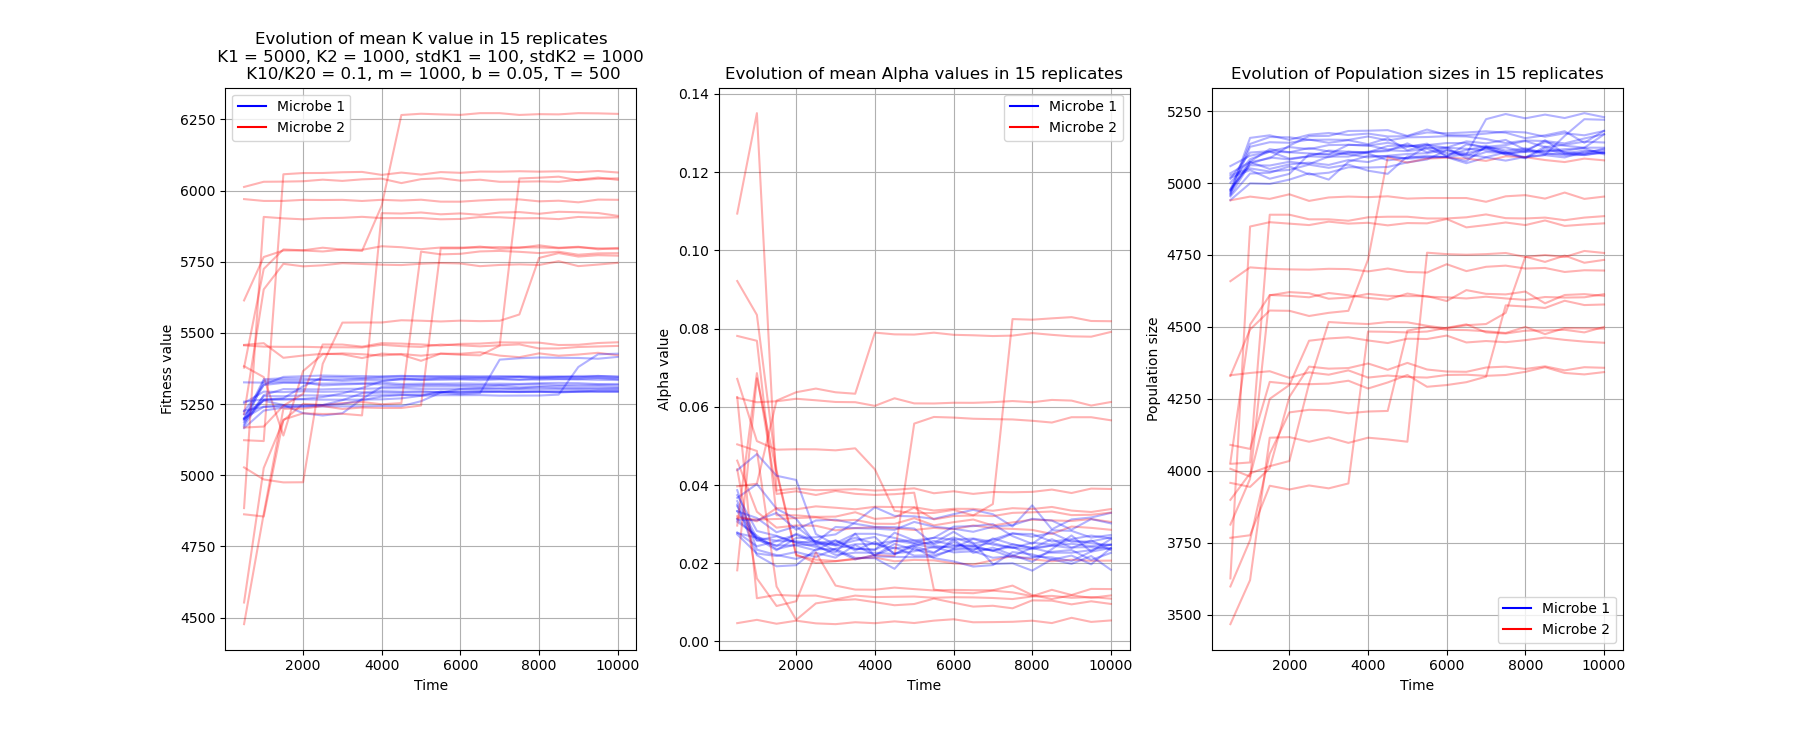 Evolution of mean K value in 15 replicates
K1 = 5000, K2 = 1000, stdK1 = 100, stdK2 = 1000
K10/K20 = 0.1, m = 1000, b = 0.05, T = 500
Microbe 1
Microbe 2
Fitness value
6250
6000
5750
5500
5250
5000
4750
4500
2000
4000
6000
8000
10000
Time
Evolution of mean Alpha values in 15 replicates
Microbe 1
Microbe 2
Alpha value
0.14
0.12
0.10
0.08
0.06
0.04
0.02
0.00
2000
4000
6000
8000
10000
Time
Evolution of Population sizes in 15 replicates
Population size
5250
5000
4750
4500
4250
4000
3750
3500
Microbe 1
Microbe 2
2000
4000
6000
8000
10000
Time